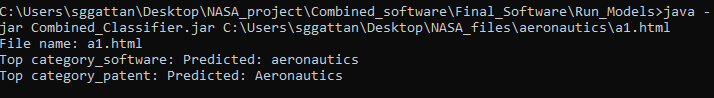 C:\Users\sggattan\Desktop\NASA_project\Combined_software\Final_Software\Run_Models>java -
jar Combined_Classifier.jar C:\Users\sggattan\Desktop\NASA_files\aeronautics\a1.html
File name: a1.html
Top category_software: Predicted: aeronautics
Top category_patent: Predicted: Aeronautics